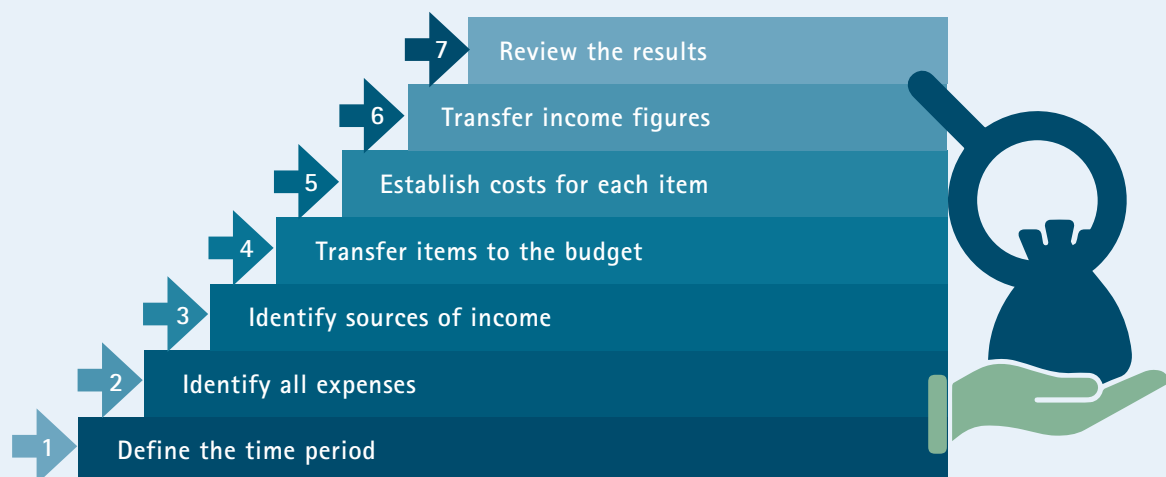 7 Review the results
6 Transfer income figures
5 Establish costs for each item
4 Transfer items to the budget
3 Identify sources of income
2 Identify all expenses
1 Define the time period